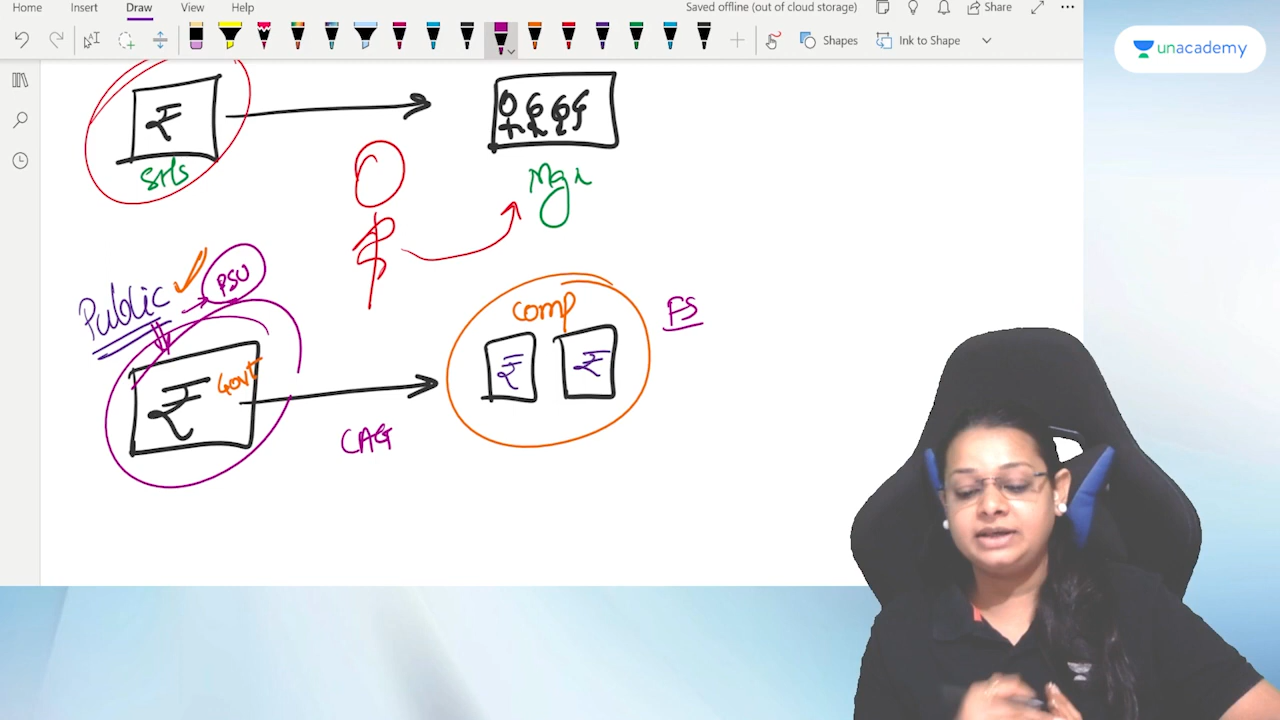 Home Insert Draw View Help Saved offline (out of cloud storage) Share
Shapes Ink to Shape
unacademy
₹
SHs
Mgr
Public
PSU
Comp
FS
₹ Govt
₹ ₹
CAG